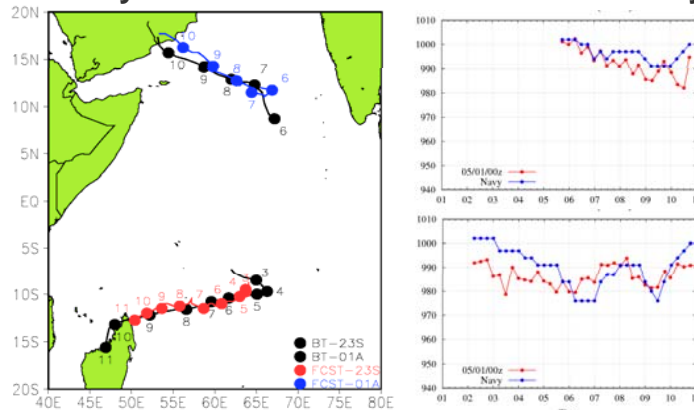 20N
15N
10N
5N
EQ
5S
10S
15S
20S
40E 45E 50E 55E 60E 65E 70E 75E 80E
10
9
8
7
6
10
9
8
7
6
3
4
5
6
7
8
9
10
11
4
5
6
7
8
9
10
11
BT-23S
BT-01A
FCST-23S
FCST-01A
1010
1000
990
980
970
960
950
940
05/01/00z
Navy
01 02 03 04 05 06 07 08 09 10
1010
1000
990
980
970
960
950
940
05/01/00z
Navy
01 02 03 04 05 06 07 08 09 10